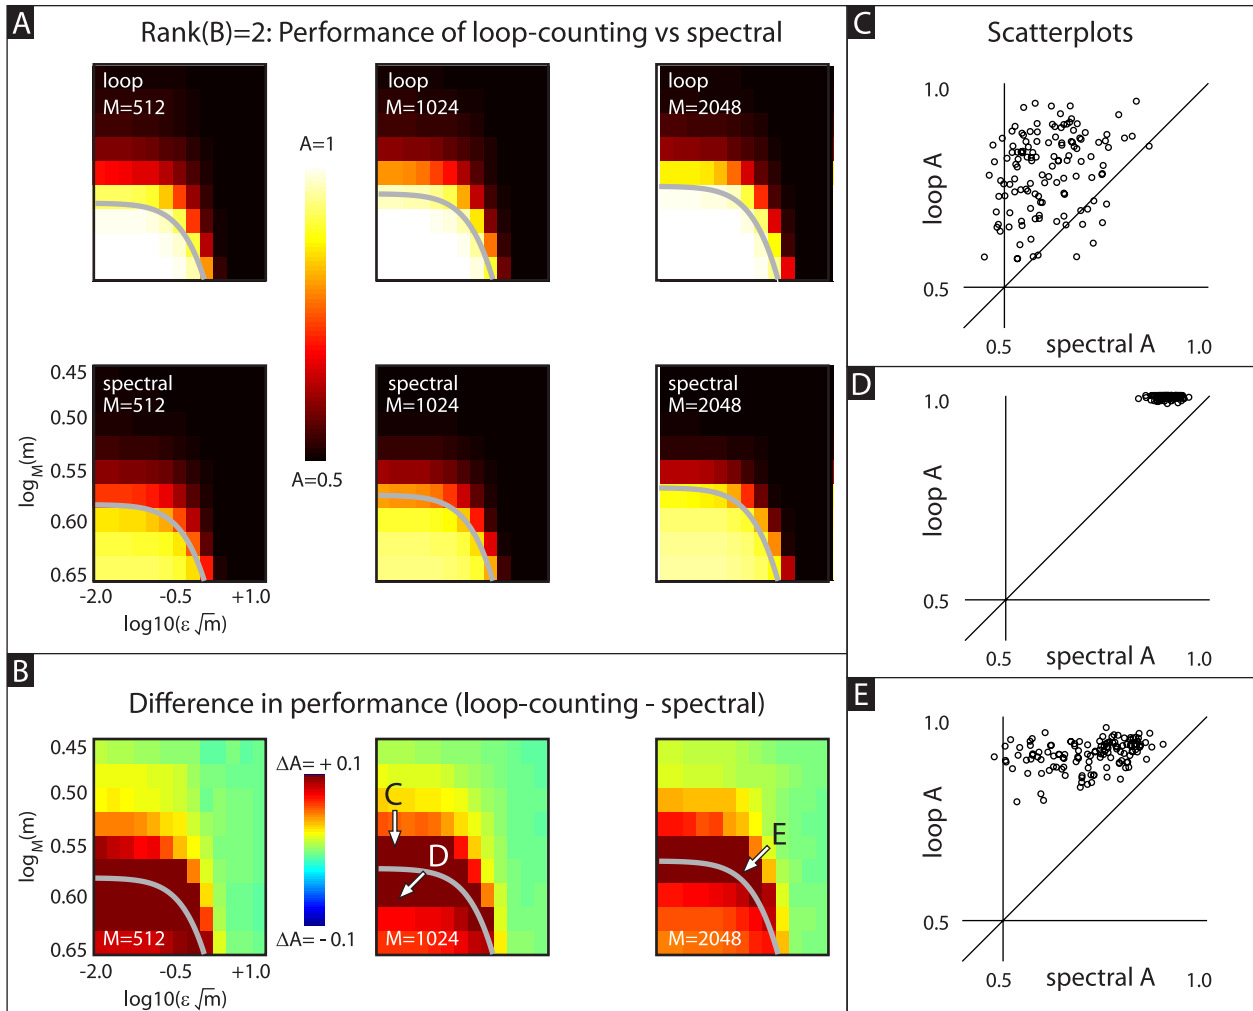 A
Rank(B)=2: Performance of loop-counting vs spectral
loop
M=512
loop
M=1024
loop
M=2048
A=1
A=0.5
spectral
M=512
spectral
M=1024
spectral
M=2048
0.45
0.50
0.55
0.60
0.65
log_M(m)
-2.0 -0.5 +1.0
log10(ε√m)
B
Difference in performance (loop-counting - spectral)
0.45
0.50
0.55
0.60
0.65
log_M(m)
ΔA= + 0.1
ΔA= - 0.1
M=512
C
D
M=1024
E
M=2048
-2.0 -0.5 +1.0
log10(ε√m)
C
Scatterplots
1.0
loop A
0.5
0.5 spectral A 1.0
D
1.0
loop A
0.5
0.5 spectral A 1.0
E
1.0
loop A
0.5
0.5 spectral A 1.0